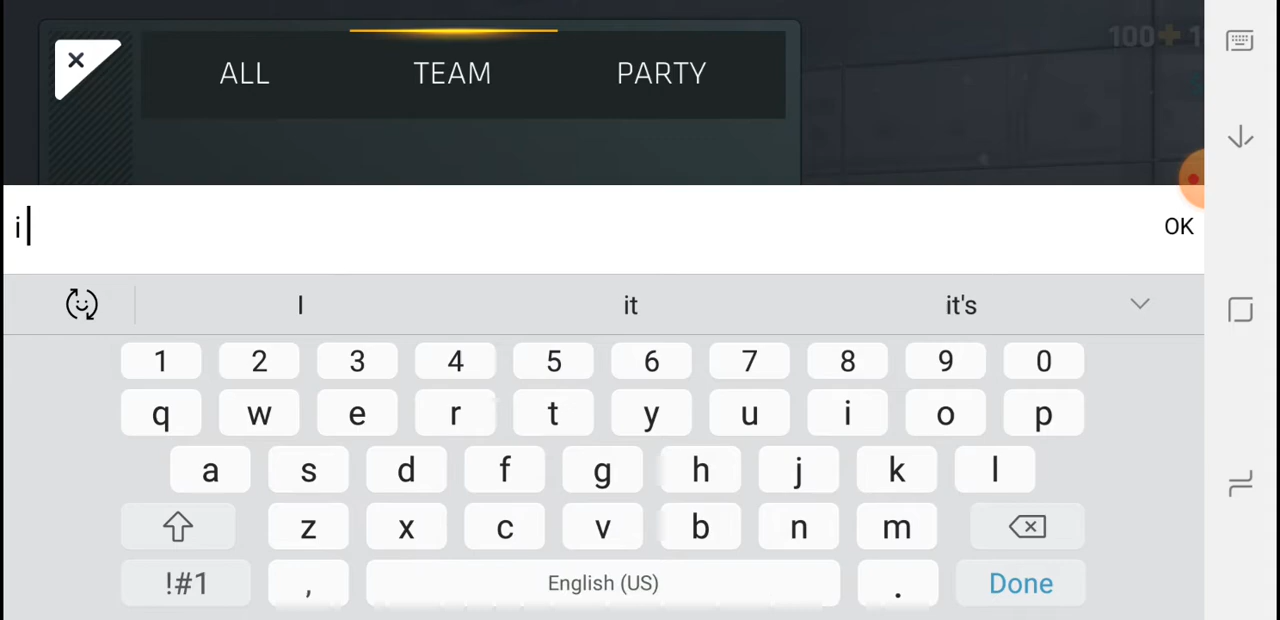 100 1
ALL TEAM PARTY
i
OK
I it it's
1 2 3 4 5 6 7 8 9 0
q w e r t y u i o p
a s d f g h j k l
z x c v b n m
!#1 , English (US) . Done